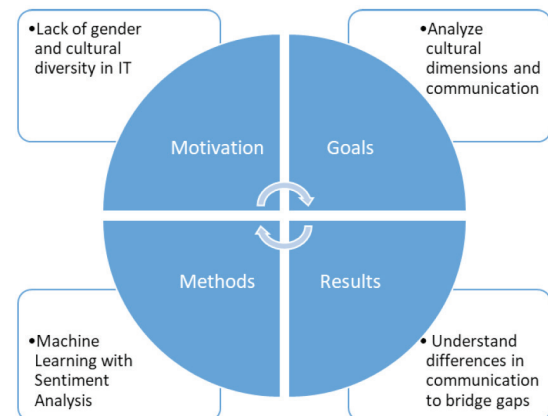 •Lack of gender
and cultural
diversity in IT
•Analyze
cultural
dimensions and
communication
Motivation
Goals
Methods
Results
•Machine
Learning with
Sentiment
Analysis
• Understand
differences in
communication
to bridge gaps